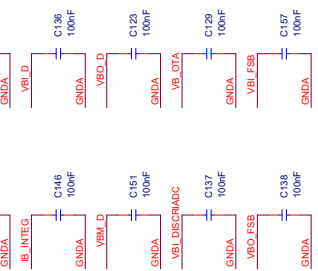 C136
100nF
C123
100nF
C129
100nF
C157
100nF
GNDA
VBI_D
GNDA
VBO_D
GNDA
VB_OTA
GNDA
VBI_FSB
GNDA
C146
100nF
C151
100nF
C137
100nF
C138
100nF
GNDA
IB_INTEG
GNDA
VBM_D
GNDA
VBI_DISCRIADC
GNDA
VBO_FSB
GNDA